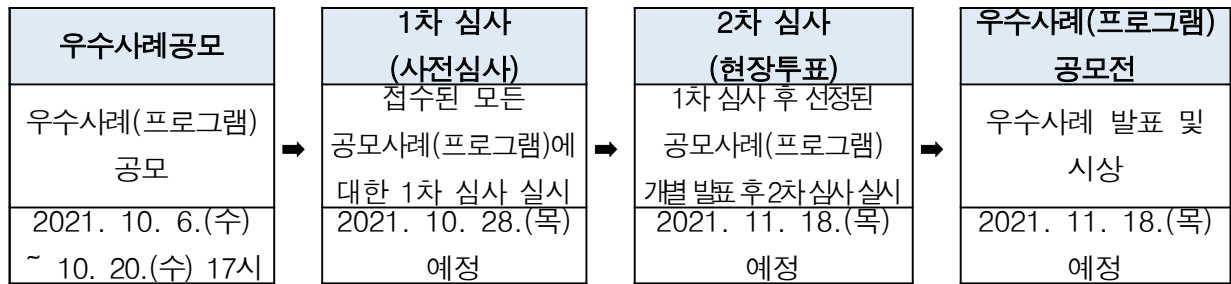 우수사례공모
우수사례(프로그램)
공모
2021. 10. 6.(수)
~ 10. 20.(수) 17시
➡
1차 심사
(사전심사)
접수된 모든
공모사례(프로그램)에
대한 1차 심사 실시
2021. 10. 28.(목)
예정
➡
2차 심사
(현장투표)
1차 심사 후 선정된
공모사례(프로그램)
개별 발표 후 2차 심사 실시
2021. 11. 18.(목)
예정
➡
우수사례(프로그램)
공모전
우수사례 발표 및
시상
2021. 11. 18.(목)
예정